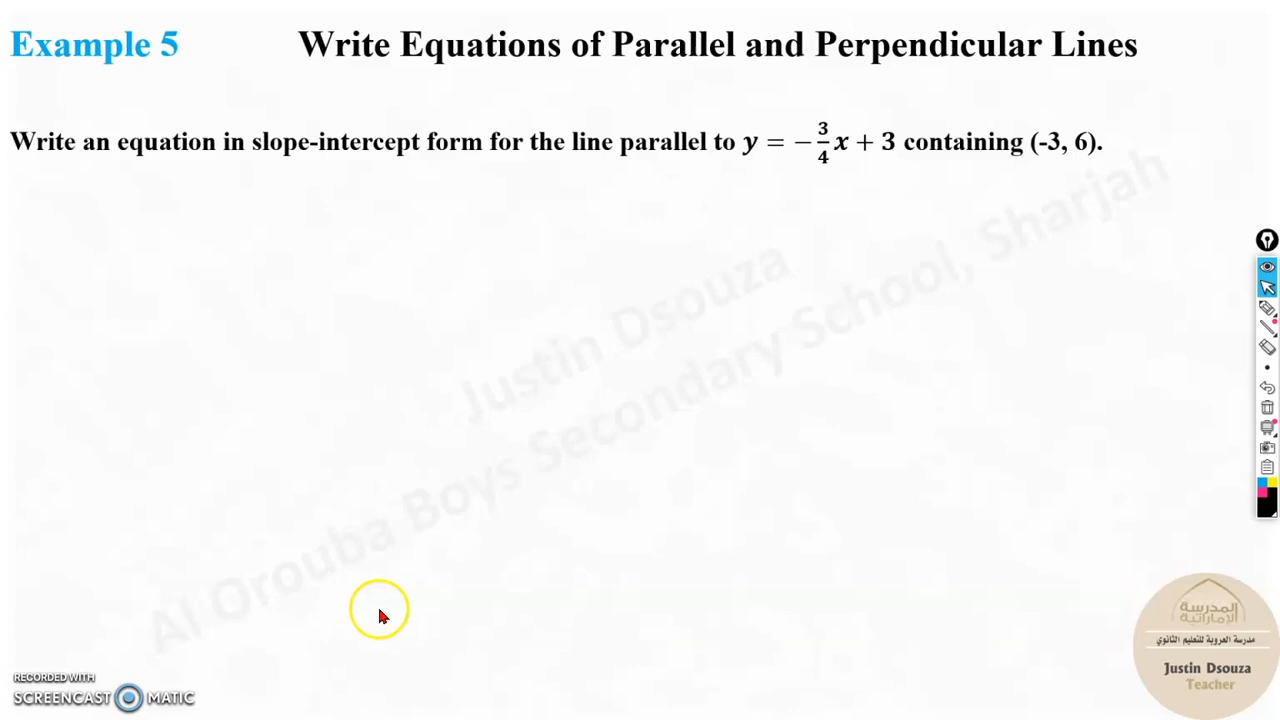 Example 5 Write Equations of Parallel and Perpendicular Lines
Write an equation in slope-intercept form for the line parallel to y = −3/4 x + 3 containing (-3, 6).
Justin Dsouza
Al Orouba Boys Secondary School, Sharjah
المدرسة
الإماراتية
مدرسة العروبة للتعليم الثانوي
Justin Dsouza
Teacher
RECORDED WITH
SCREENCAST MATIC